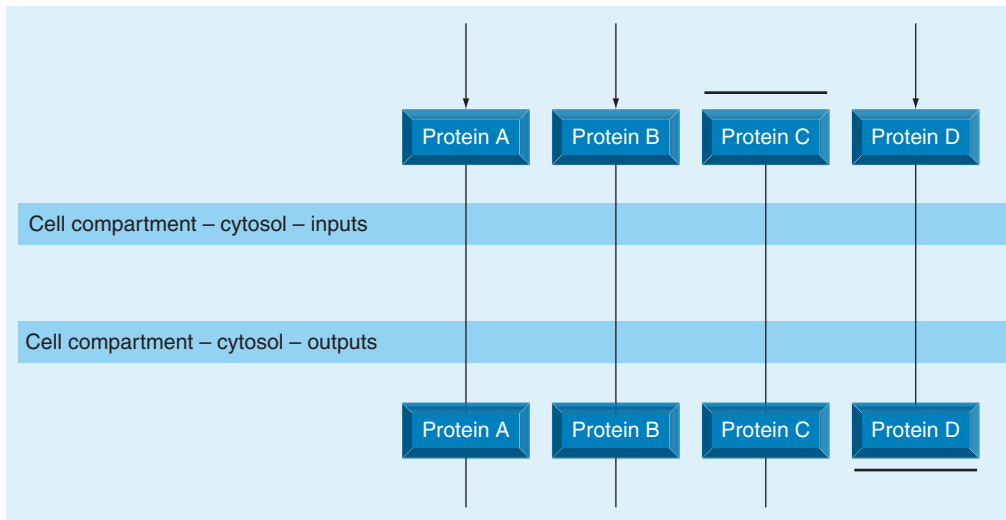 Protein A
Protein B
Protein C
Protein D
Cell compartment – cytosol – inputs
Cell compartment – cytosol – outputs
Protein A
Protein B
Protein C
Protein D